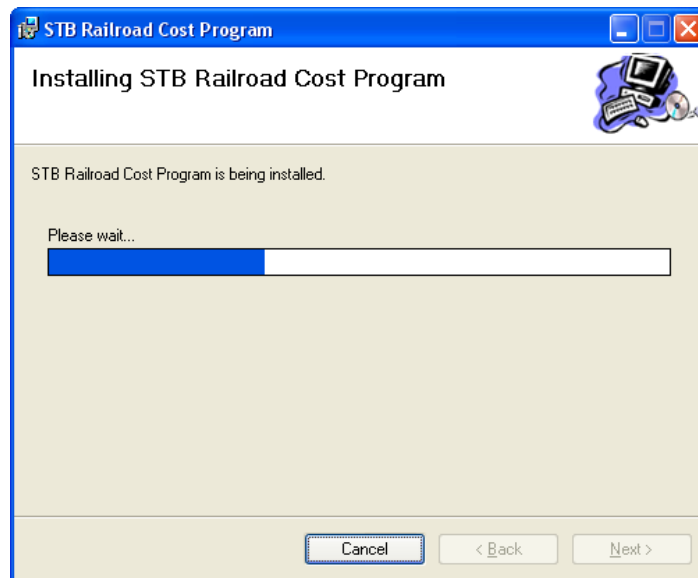 STB Railroad Cost Program
Installing STB Railroad Cost Program
STB Railroad Cost Program is being installed.
Please wait...
Cancel
< Back
Next >